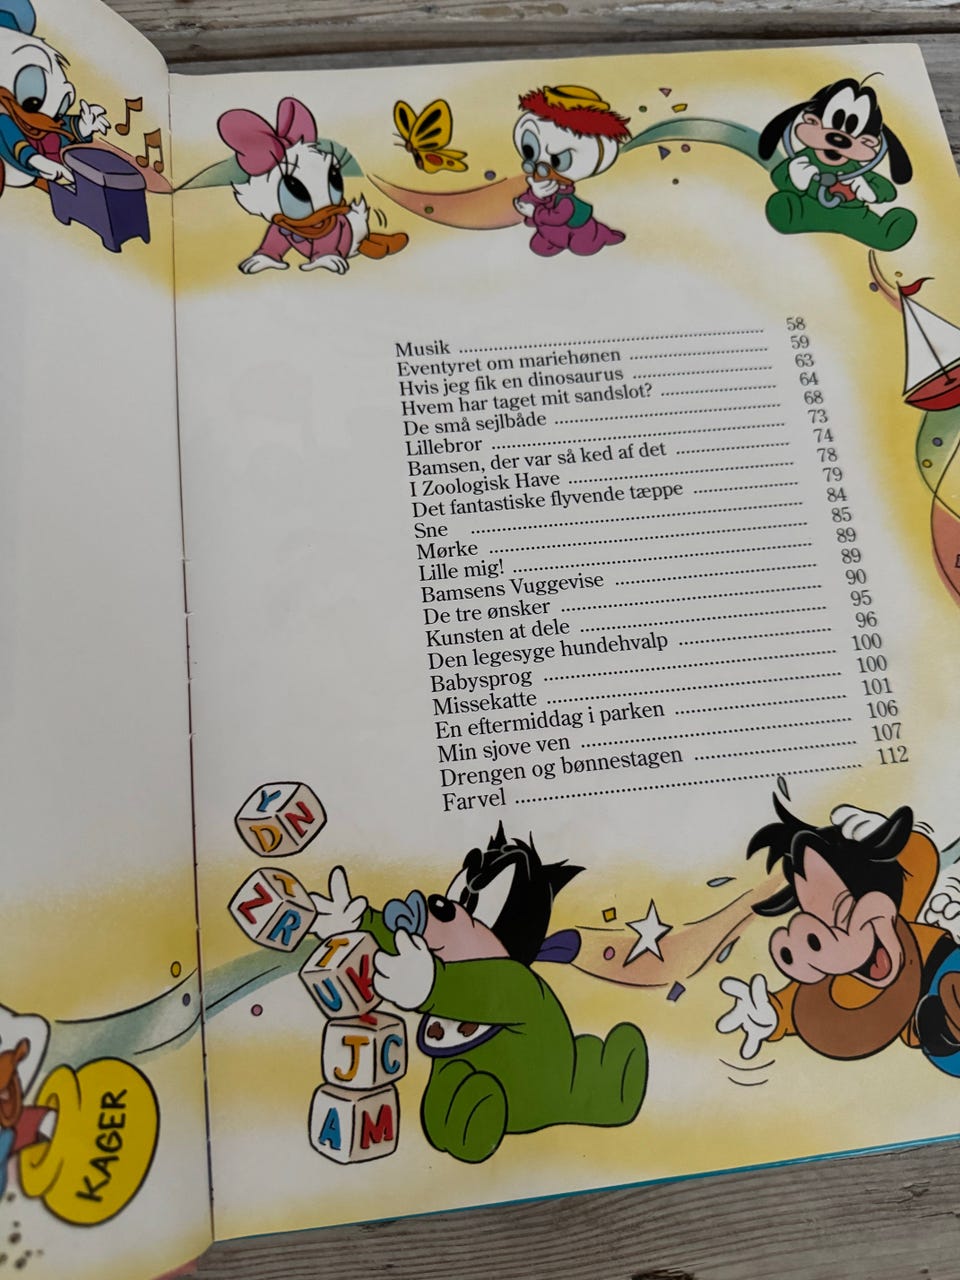 Musik ........ 58
Eventyret om mariehønen ........ 59
Hvis jeg fik en dinosaurus ........ 63
Hvem har taget mit sandslot? ........ 64
De små sejlbåde ........ 68
Lillebror ........ 73
Bamsen, der var så ked af det ........ 74
I Zoologisk Have ........ 78
Det fantastiske flyvende tæppe ........ 79
Sne ........ 84
Mørke ........ 85
Lille mig! ........ 89
Bamsens Vuggevise ........ 89
De tre ønsker ........ 90
Kunsten at dele ........ 95
Den legesyge hundehvalp ........ 96
Babysprog ........ 100
Missekatte ........ 100
En eftermiddag i parken ........ 101
Min sjove ven ........ 106
Drengen og bønnestagen ........ 107
Farvel ........ 112
Y
D N
T
Z R
T
U K
J C
A M
KAGER